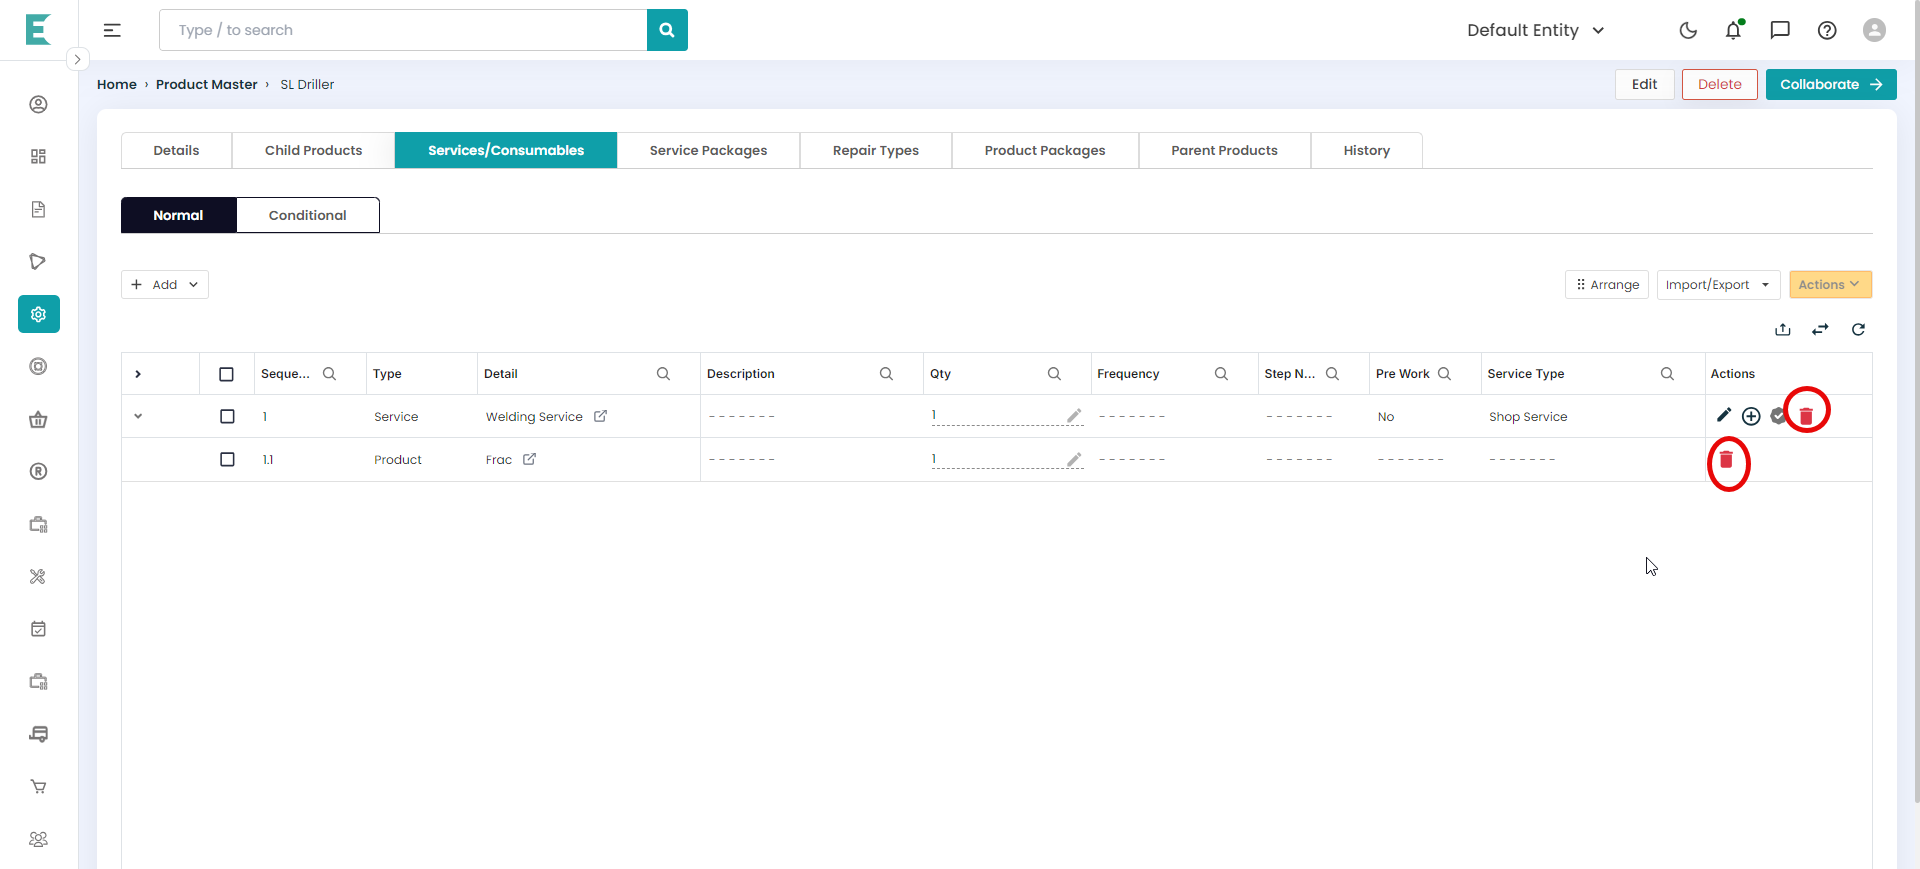 E
Type / to search
Default Entity
Home › Product Master › SL Driller
Edit
Delete
Collaborate
Details
Child Products
Services/Consumables
Service Packages
Repair Types
Product Packages
Parent Products
History
Normal
Conditional
+ Add
Arrange
Import/Export
Actions
Seque... Type Detail Description Qty Frequency Step N... Pre Work Service Type Actions
1 Service Welding Service - - - - - - - 1 - - - - - - - - - - - - - - No Shop Service
1.1 Product Frac - - - - - - - 1 - - - - - - - - - - - - - - - - - - - - - - - - - - - -